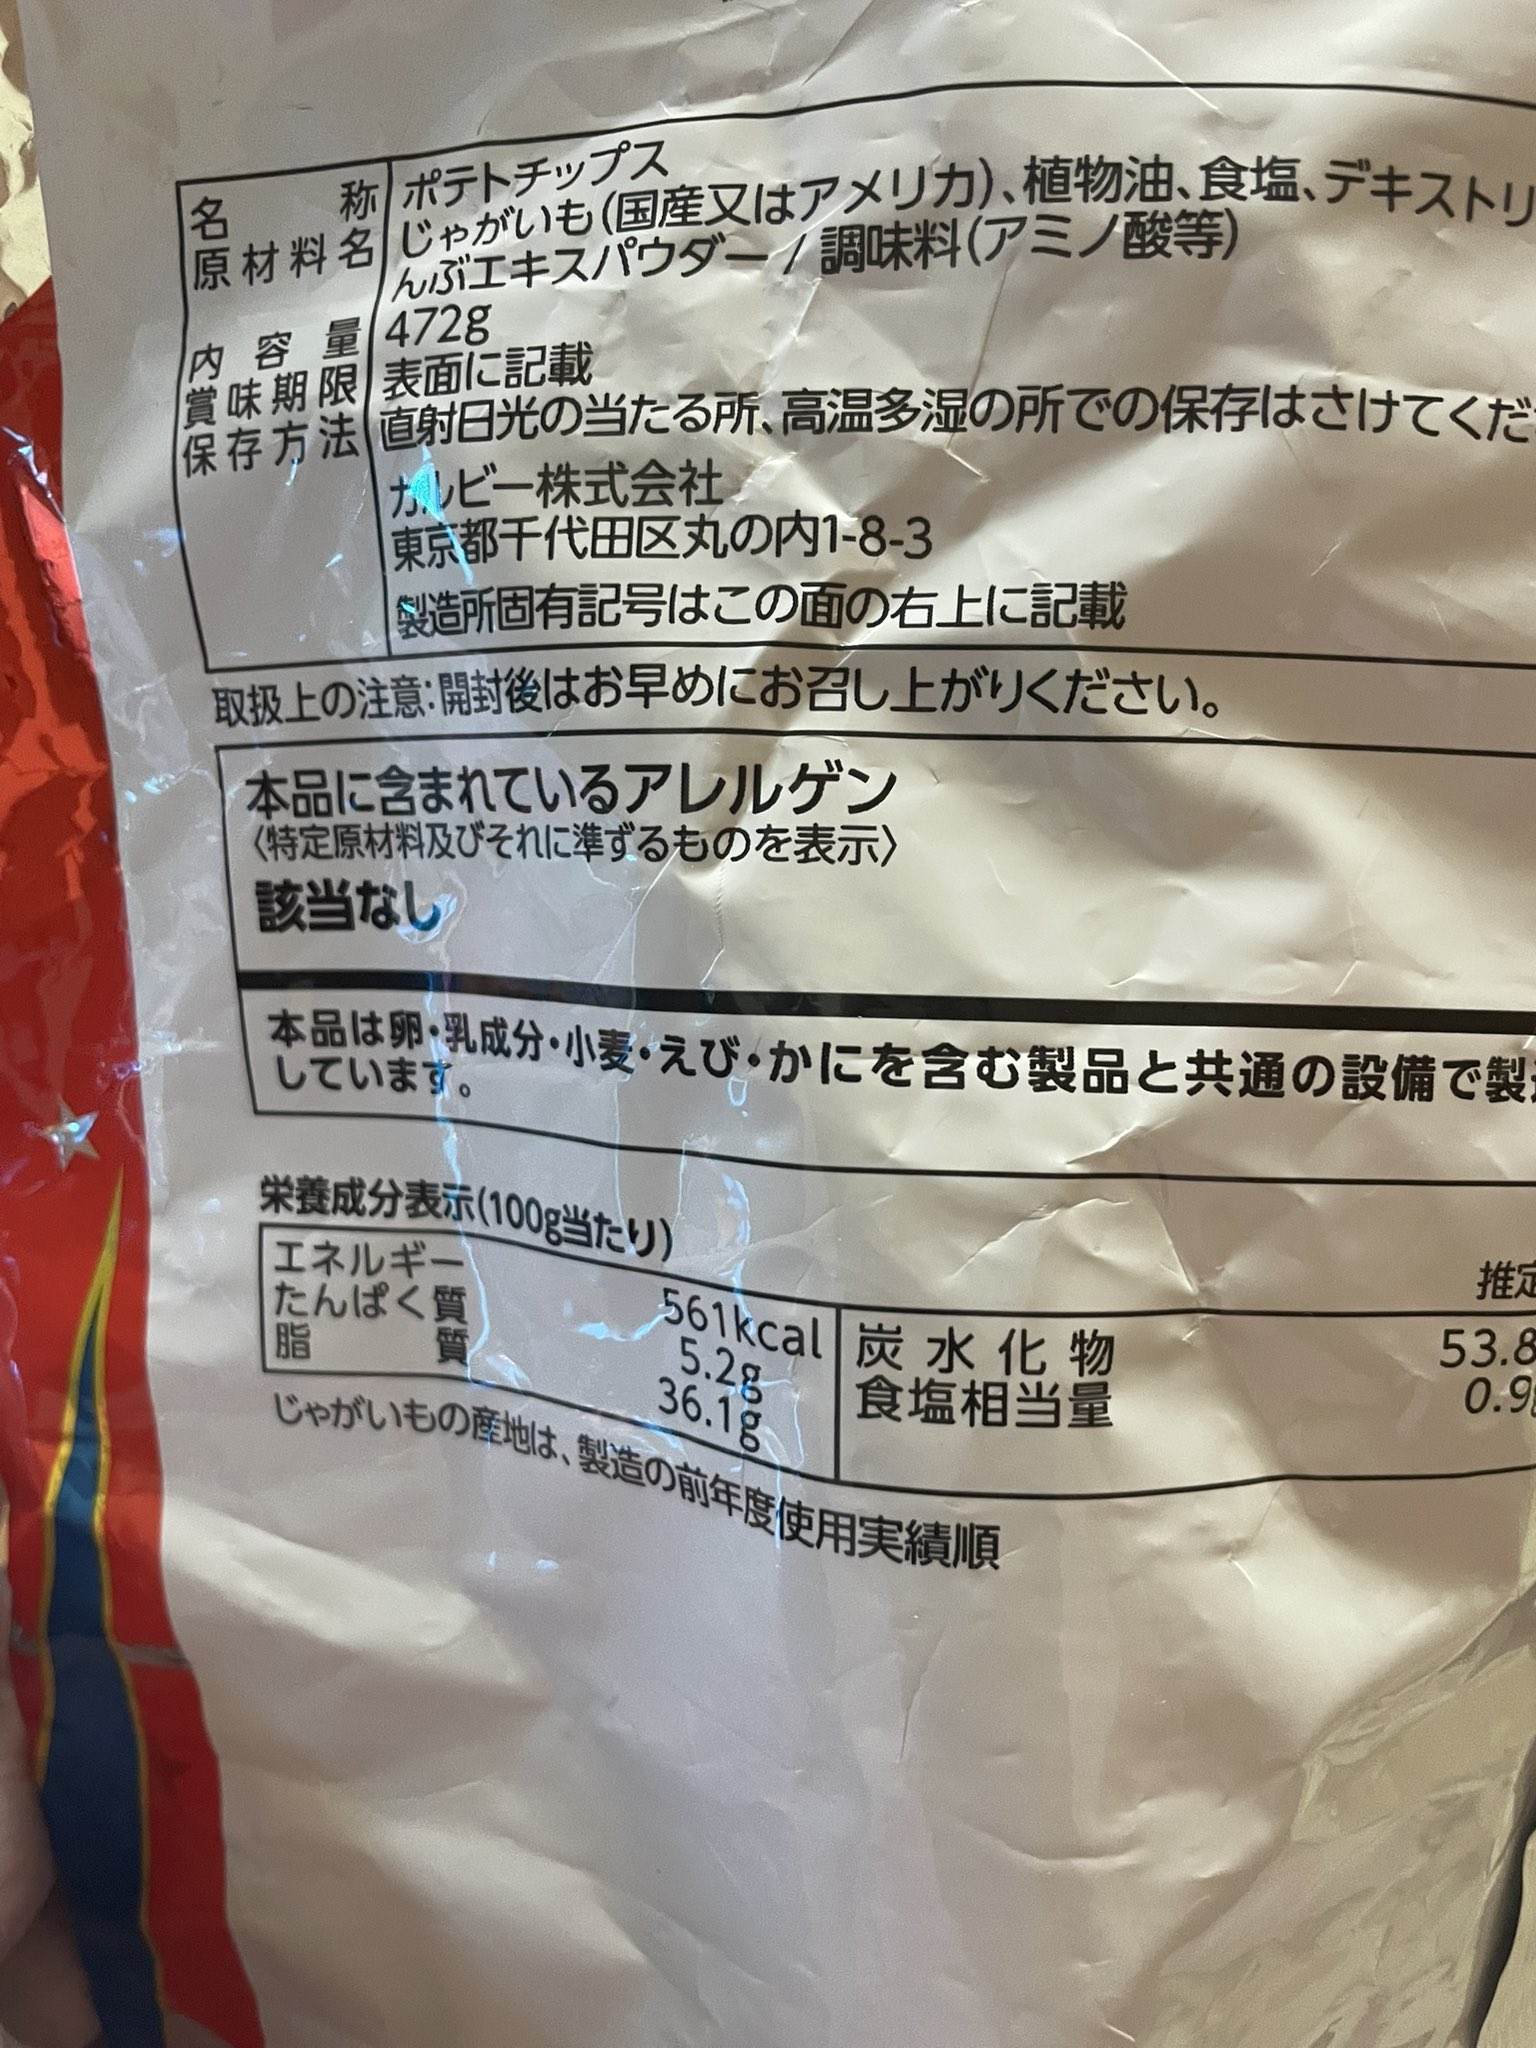 名称 ポテトチップス
原材料名 じゃがいも(国産又はアメリカ)、植物油、食塩、デキストリ
んぶエキスパウダー / 調味料(アミノ酸等)
内容量 472g
賞味期限 表面に記載
保存方法 直射日光の当たる所、高温多湿の所での保存はさけてくだ
カルビー株式会社
東京都千代田区丸の内1-8-3
製造所固有記号はこの面の右上に記載
取扱上の注意:開封後はお早めにお召し上がりください。
本品に含まれているアレルゲン
〈特定原材料及びそれに準ずるものを表示〉
該当なし
本品は卵・乳成分・小麦・えび・かにを含む製品と共通の設備で製
しています。
栄養成分表示(100g当たり)
推定
エネルギー 561kcal 炭水化物 53.8
たんぱく質 5.2g 食塩相当量 0.9g
脂質 36.1g
じゃがいもの産地は、製造の前年度使用実績順